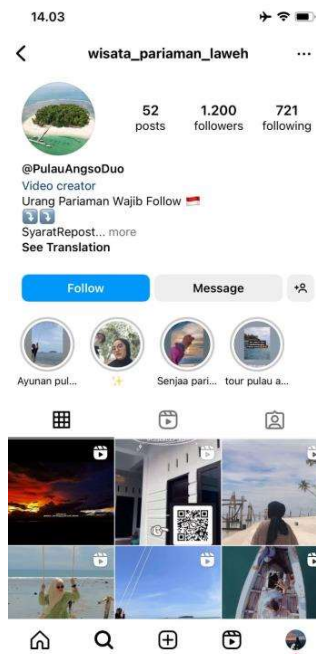 14.03
wisata_pariaman_laweh
52 1.200 721
posts followers following
@PulauAngsoDuo
Video creator
Urang Pariaman Wajib Follow
SyaratRepost... more
See Translation
Follow Message
Ayunan pul... Senjaa pari... tour pulau a...